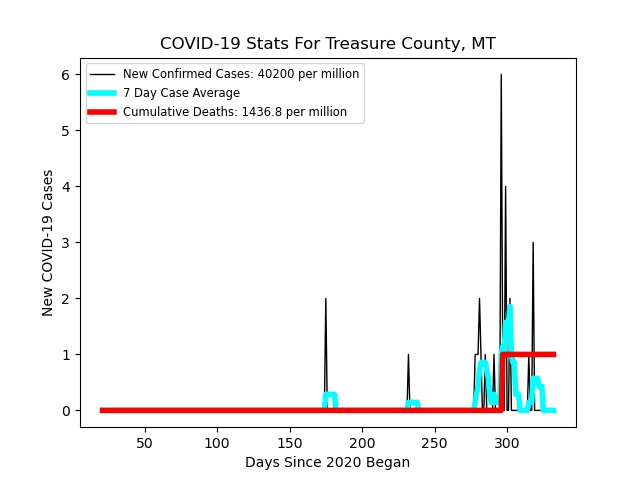 COVID-19 Stats For Treasure County, MT
New Confirmed Cases: 40200 per million
7 Day Case Average
Cumulative Deaths: 1436.8 per million
New COVID-19 Cases
6
5
4
3
2
1
0
50 100 150 200 250 300
Days Since 2020 Began